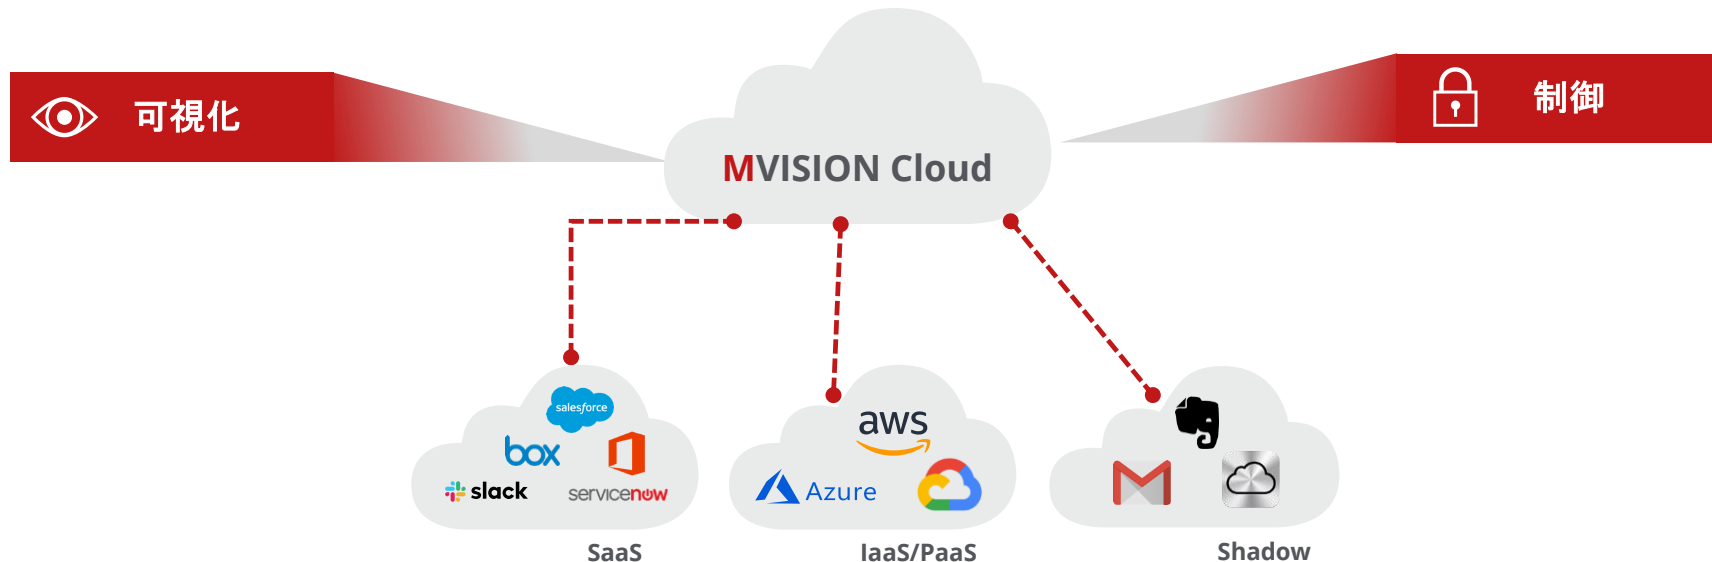 可視化
制御
MVISION Cloud
salesforce
box
slack
servicenow
aws
Azure
SaaS
IaaS/PaaS
Shadow